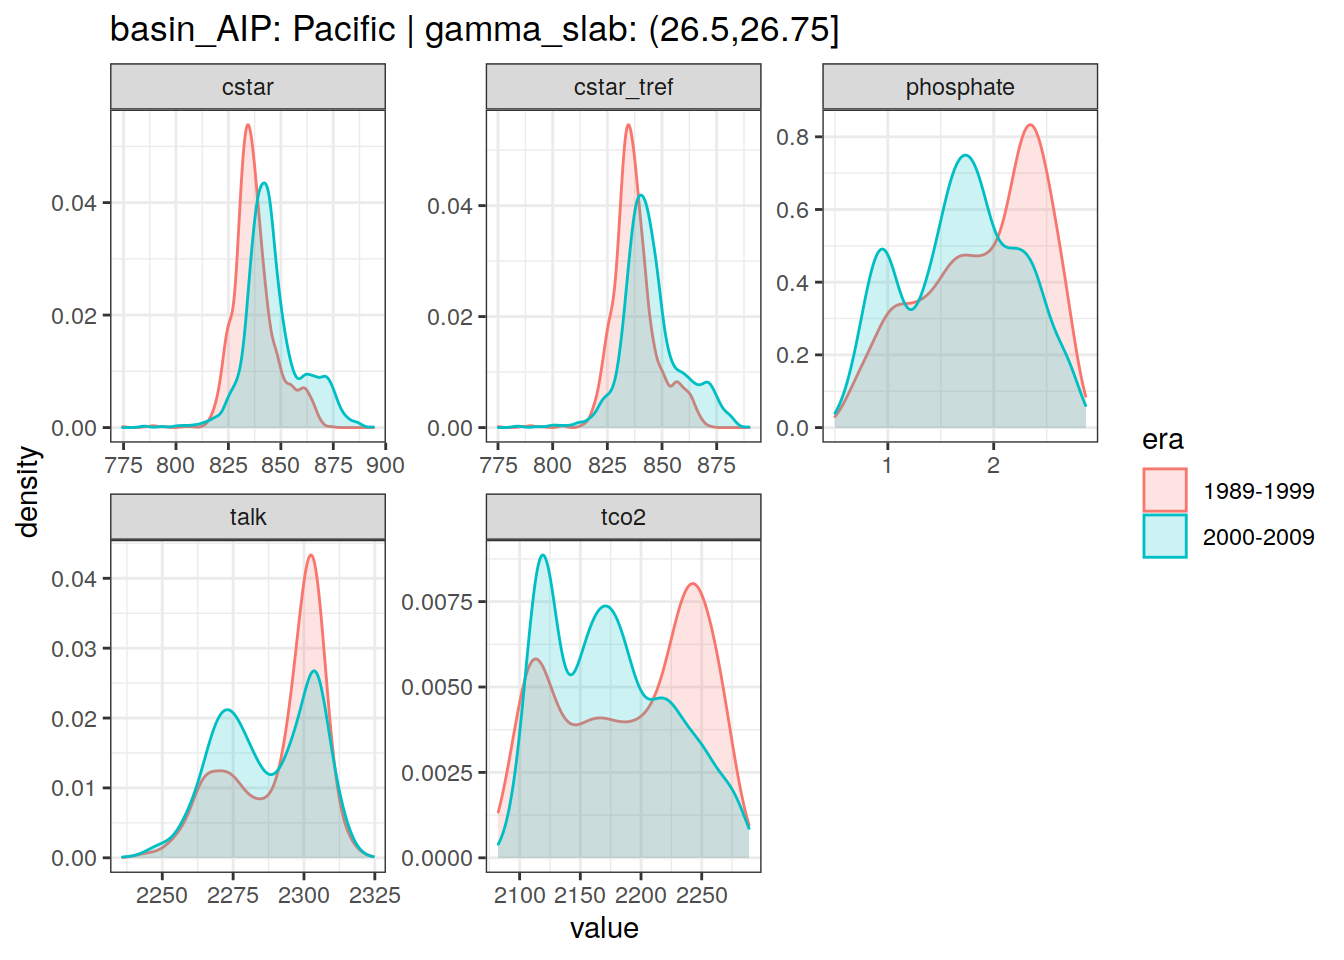 basin_AIP: Pacific | gamma_slab: (26.5,26.75]
cstar
cstar_tref
phosphate
0.04
0.02
0.00
775 800 825 850 875 900
0.04
0.02
0.00
775 800 825 850 875
0.8
0.6
0.4
0.2
0.0
1 2
talk
tco2
0.04
0.03
0.02
0.01
0.00
2250 2275 2300 2325
0.0075
0.0050
0.0025
0.0000
2100 2150 2200 2250
density
value
era
1989-1999
2000-2009